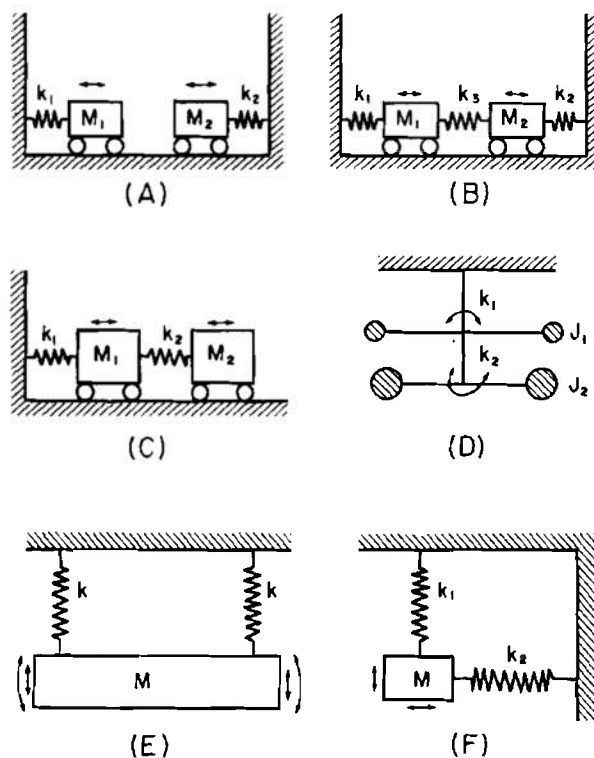 k₁ M₁ M₂ k₂
(A)
k₁ M₁ k₃ M₂ k₂
(B)
k₁ M₁ k₂ M₂
(C)
k₁
J₁
k₂
J₂
(D)
k k
M
(E)
k₁
M k₂
(F)